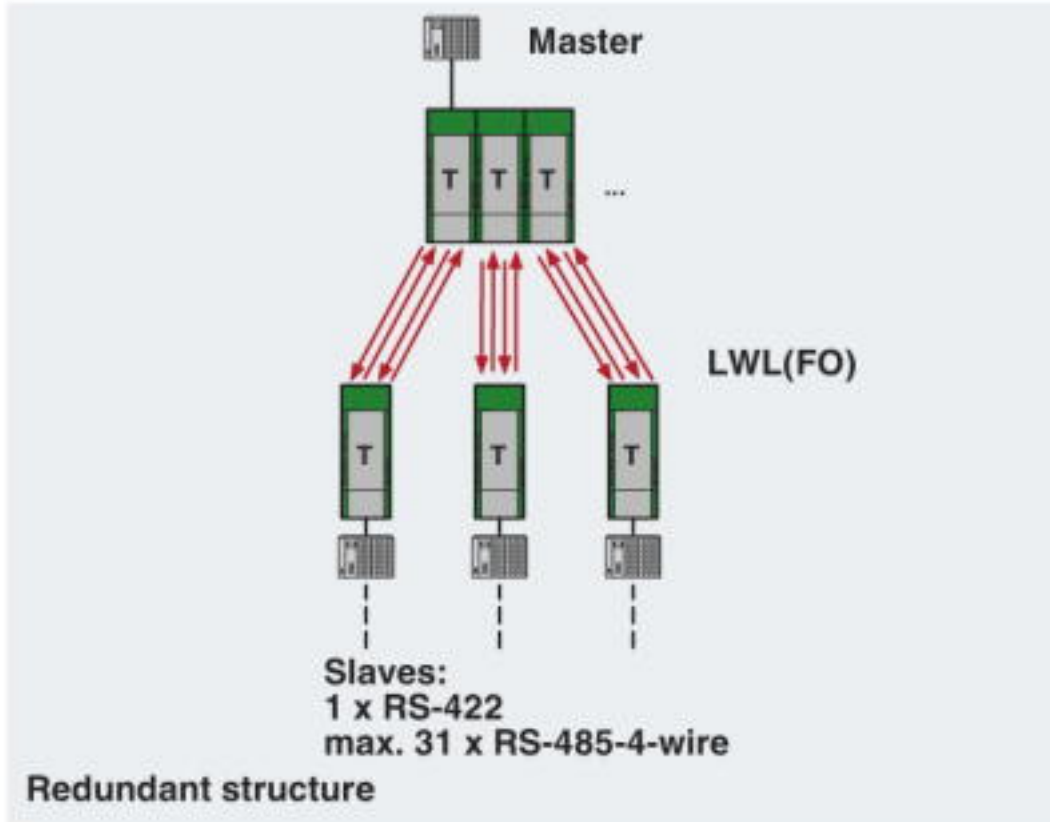 Master
T T T ...
LWL(FO)
T T T
Slaves:
1 x RS-422
max. 31 x RS-485-4-wire
Redundant structure